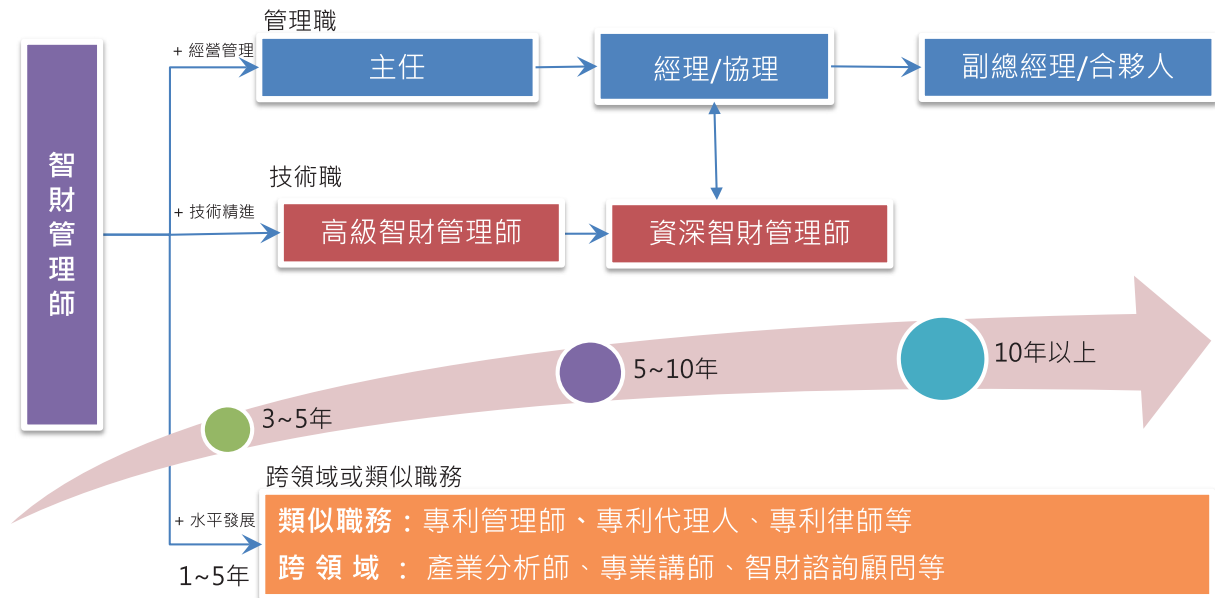 智財管理師
管理職
+ 經營管理
主任
經理/協理
副總經理/合夥人
技術職
+ 技術精進
高級智財管理師
資深智財管理師
10年以上
5~10年
3~5年
跨領域或類似職務
+ 水平發展
類似職務：專利管理師、專利代理人、專利律師等
跨 領 域 ： 產業分析師、專業講師、智財諮詢顧問等
1~5年